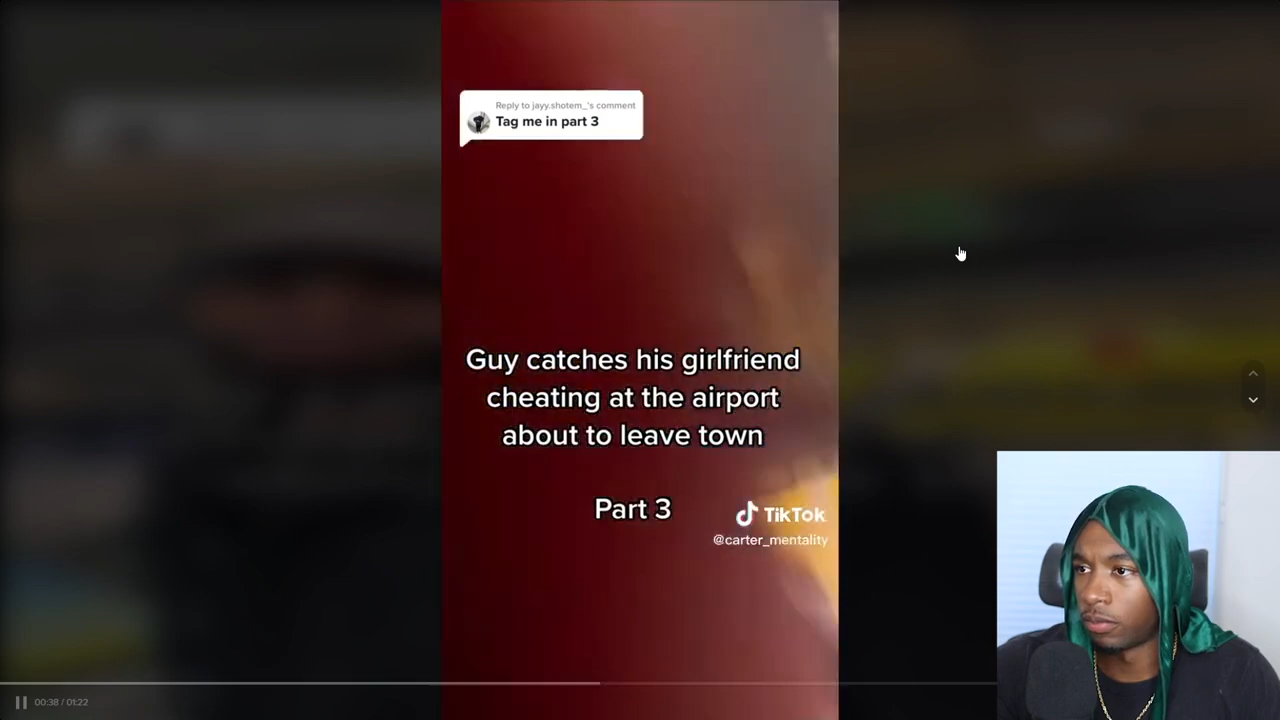 Reply to jayy.shotem_'s comment
Tag me in part 3
Guy catches his girlfriend
cheating at the airport
about to leave town
Part 3
TikTok
@carter_mentality
00:38 / 01:22